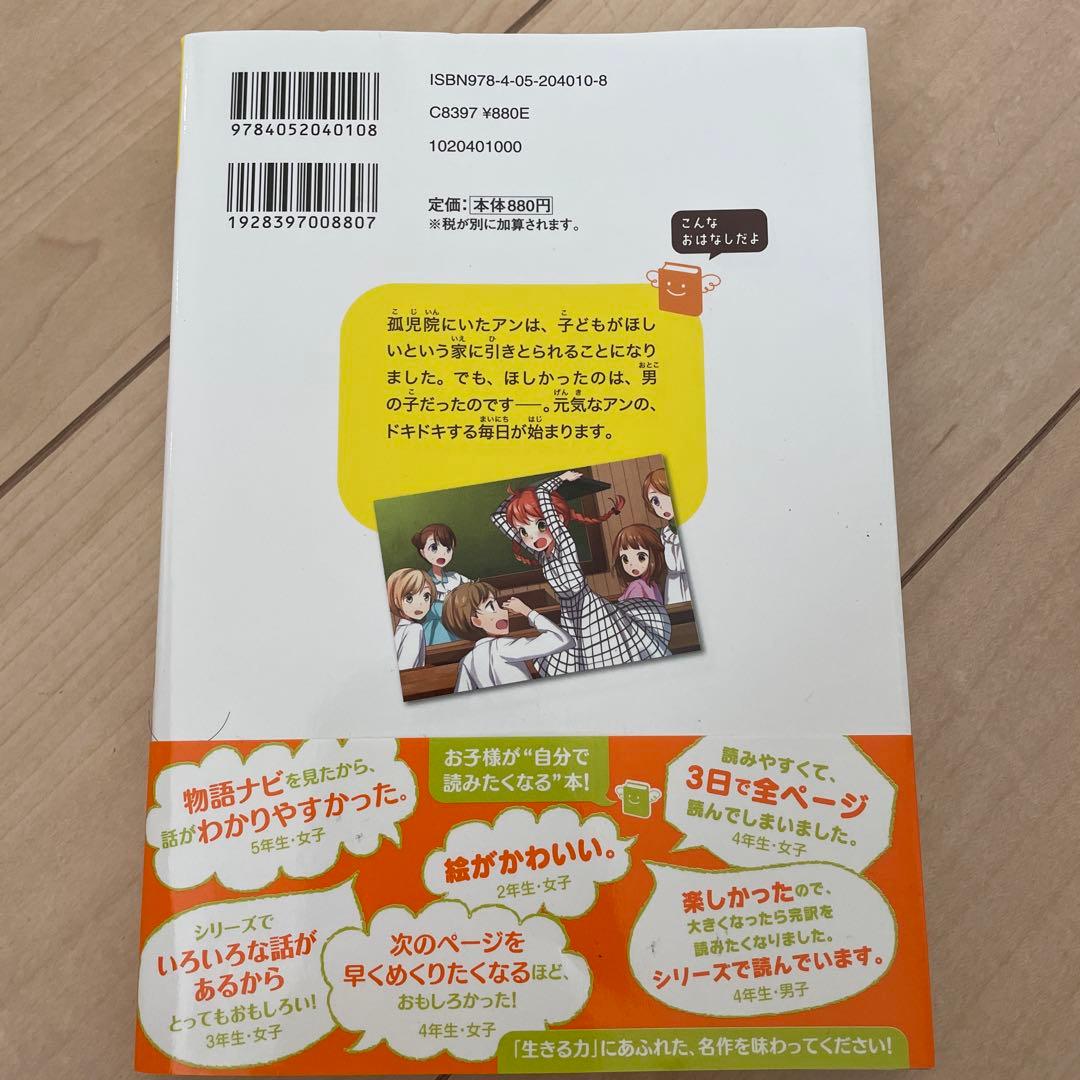 ISBN978-4-05-204010-8
9784052040108
C8397 ¥880E
1020401000
1928397008807
定価：本体880円
※税が別に加算されます。
こんな
おはなしだよ
孤児院にいたアンは、子どもがほし
いという家に引きとられることになり
ました。でも、ほしかったのは、男
の子だったのです──。元気なアンの、
ドキドキする毎日が始まります。
お子様が“自分で
読みたくなる”本！
物語ナビを見たから、
話がわかりやすかった。
5年生・女子
読みやすくて、
3日で全ページ
読んでしまいました。
4年生・女子
絵がかわいい。
2年生・女子
シリーズで
いろいろな話が
あるから
とってもおもしろい！
3年生・女子
次のページを
早くめくりたくなるほど、
おもしろかった！
4年生・女子
楽しかったので、
大きくなったら完訳を
読みたくなりました。
シリーズで読んでいます。
4年生・男子
「生きる力」にあふれた、名作を味わってください！